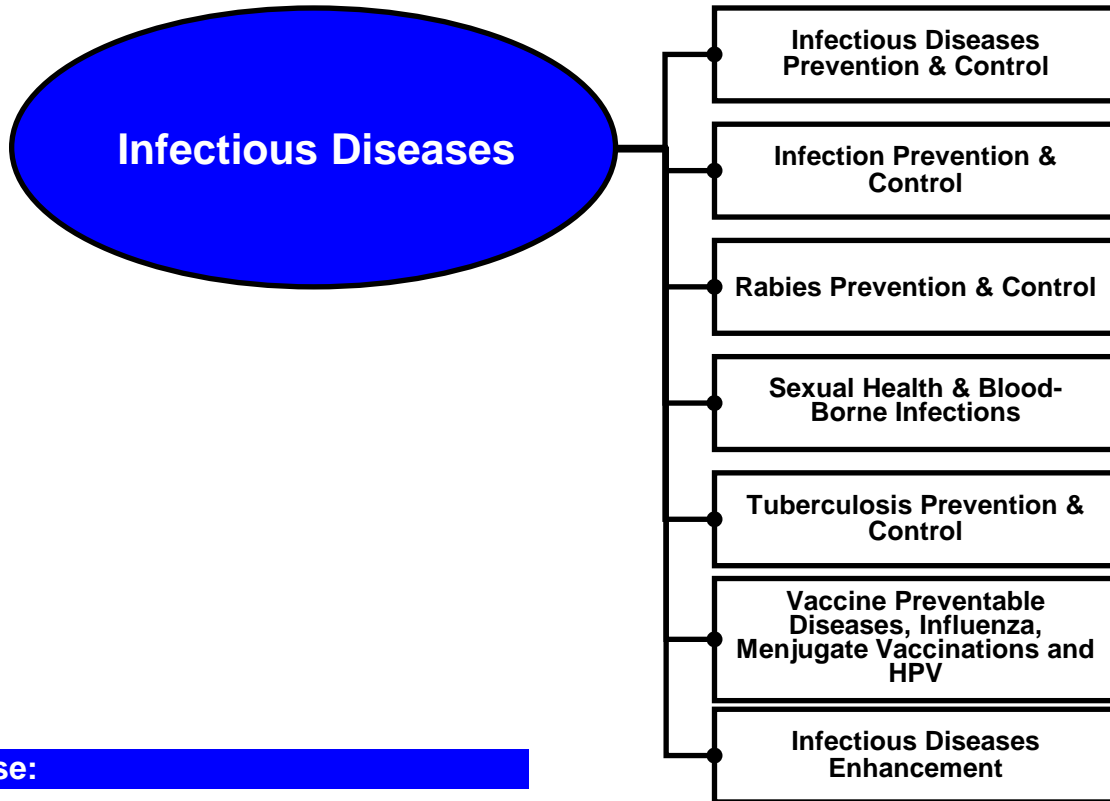 Infectious Diseases
Infectious Diseases
Prevention & Control
Infection Prevention &
Control
Rabies Prevention & Control
Sexual Health & Blood-
Borne Infections
Tuberculosis Prevention &
Control
Vaccine Preventable
Diseases, Influenza,
Menjugate Vaccinations and
HPV
Infectious Diseases
Enhancement
se: